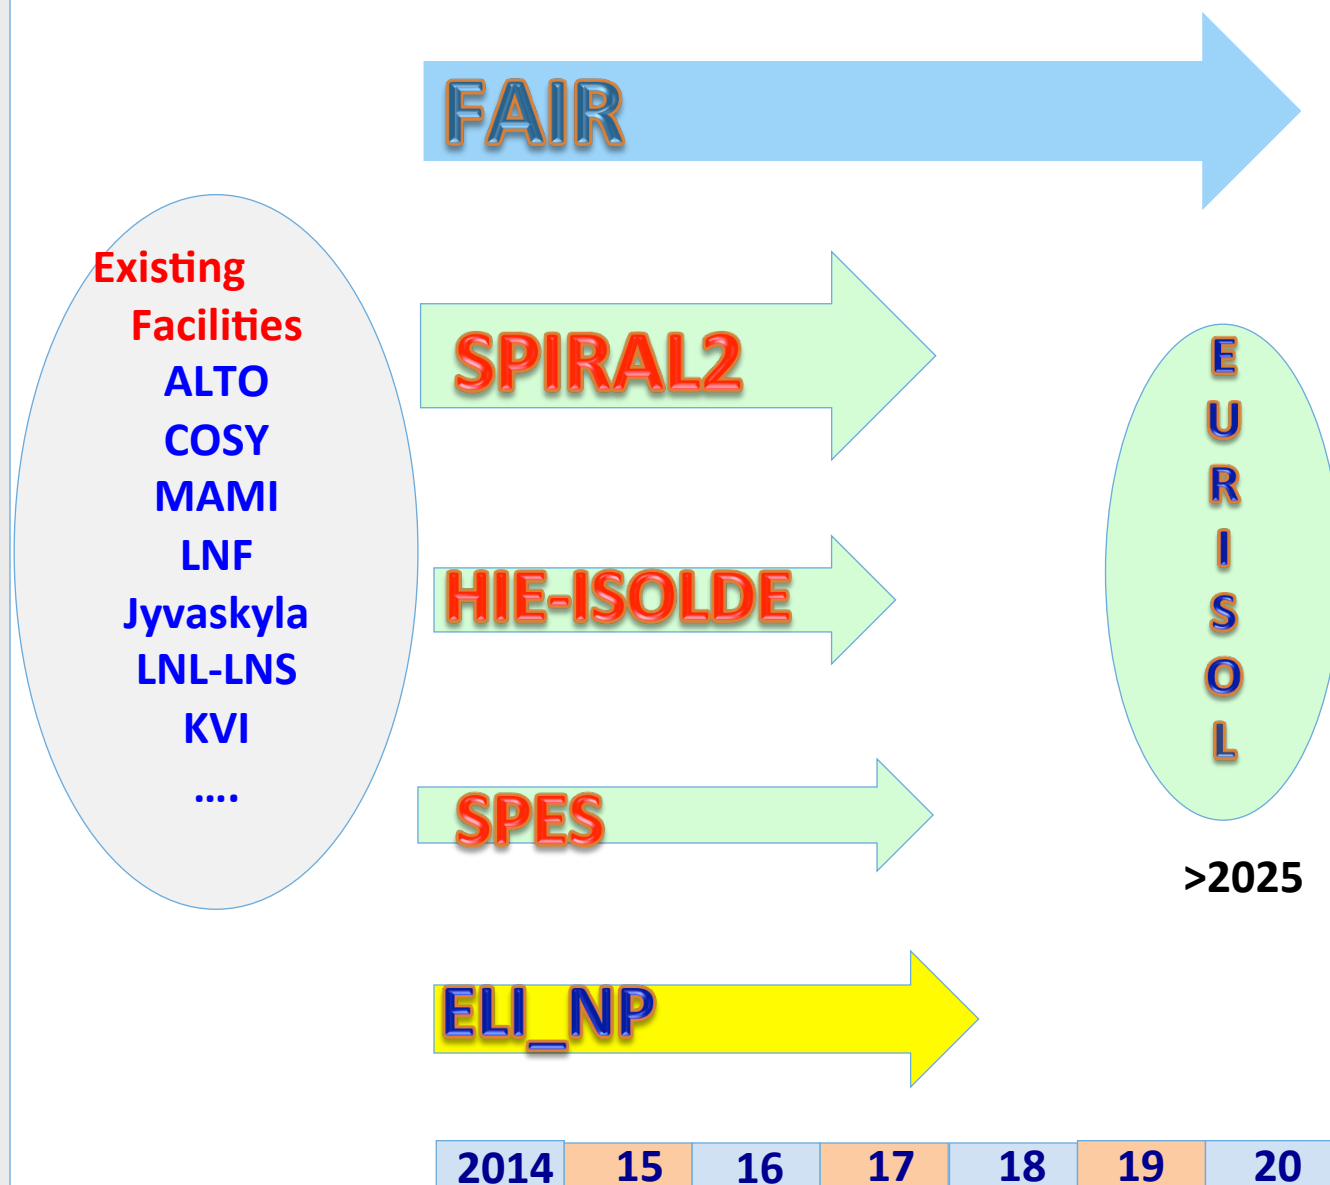 FAIR
Existing
Facilities
ALTO
COSY
MAMI
LNF
Jyvaskyla
LNL-LNS
KVI
....
SPIRAL2
HIE-ISOLDE
SPES
ELI_NP
E
U
R
I
S
O
L
>2025
2014 15 16 17 18 19 20